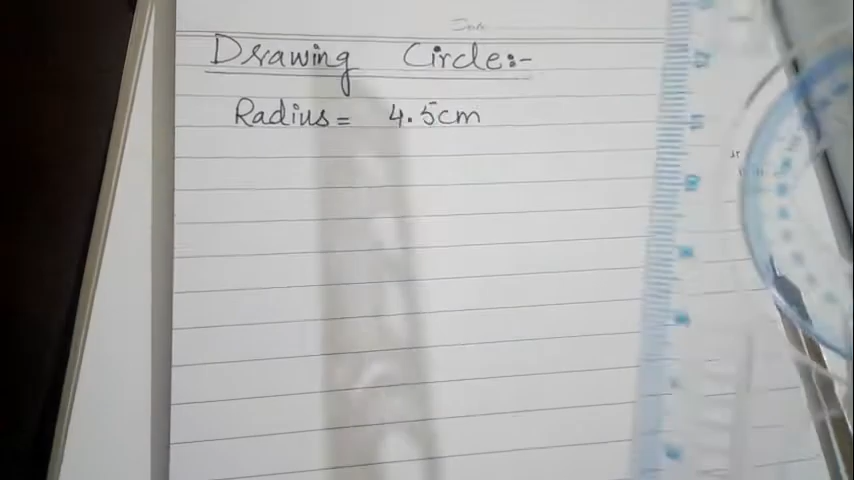 Drawing Circle:-
Radius = 4.5cm